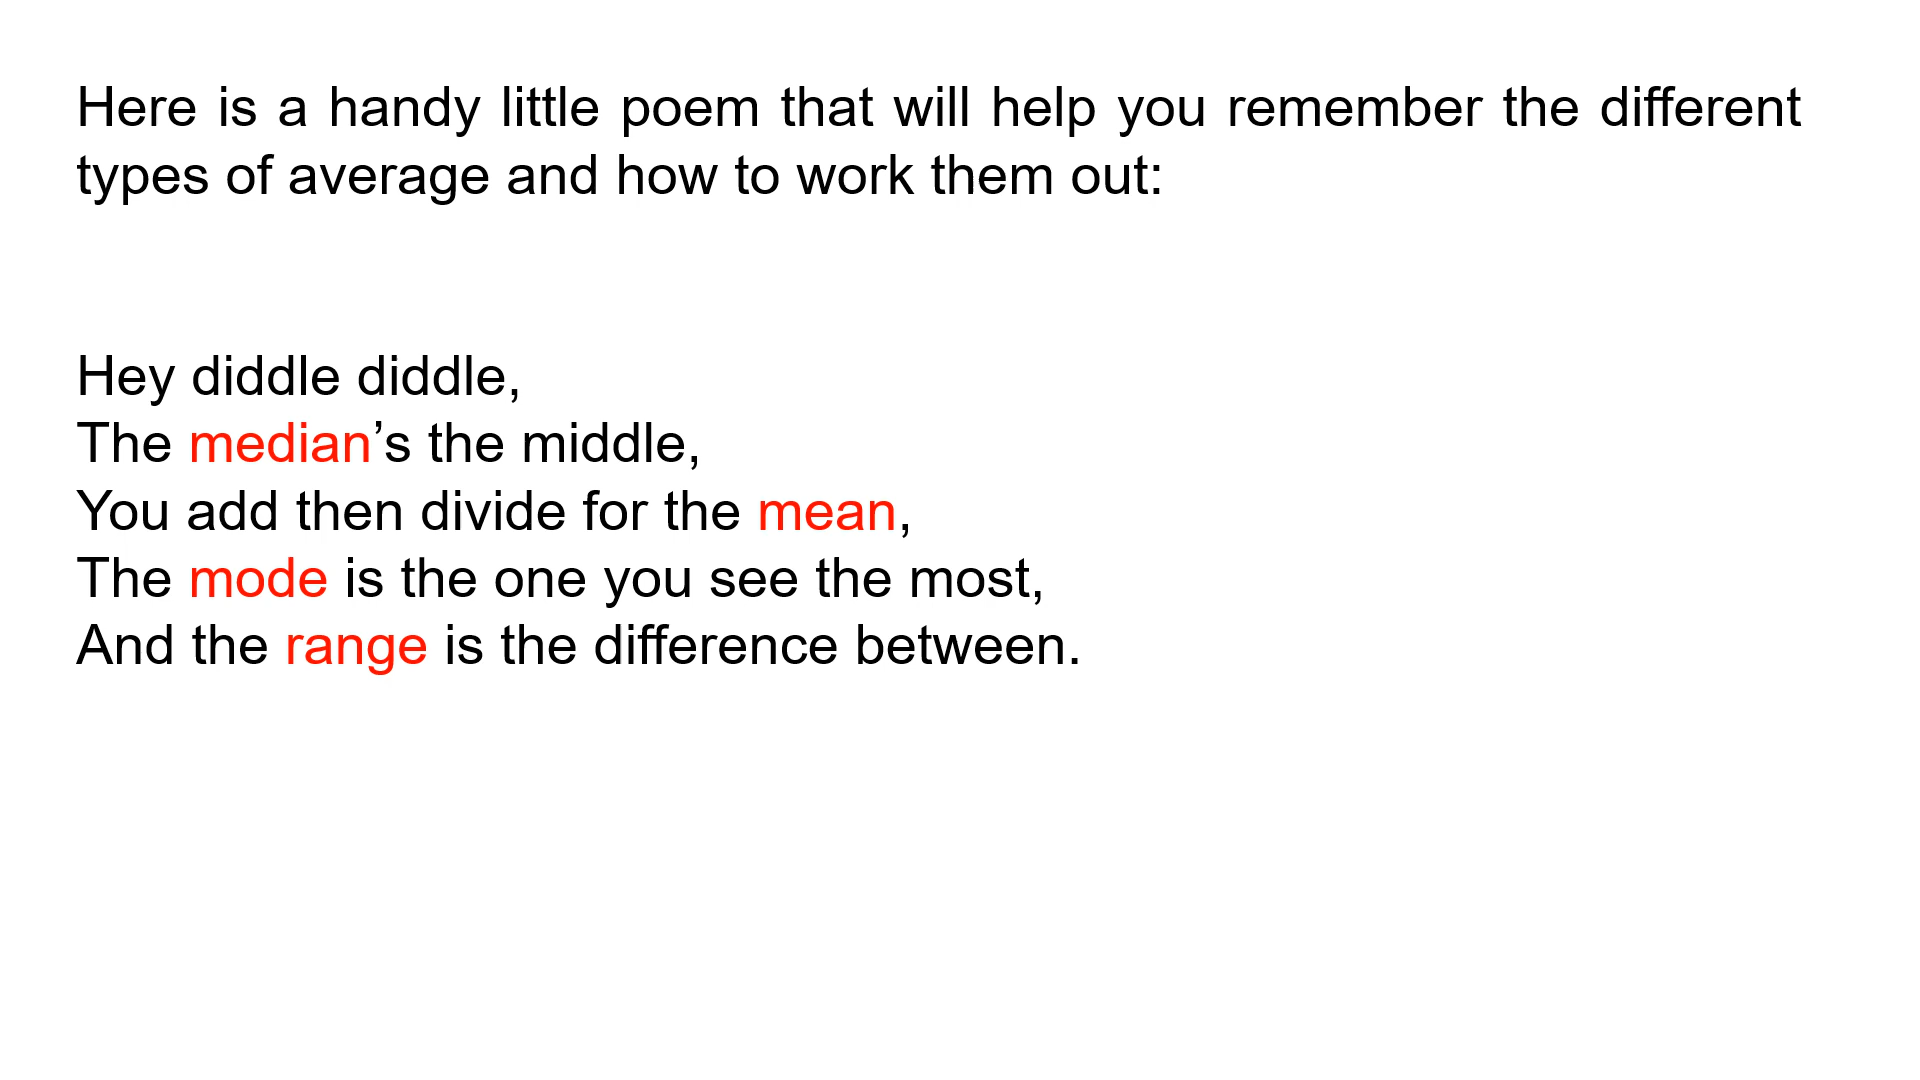 Here is a handy little poem that will help you remember the different
types of average and how to work them out:
Hey diddle diddle,
The median’s the middle,
You add then divide for the mean,
The mode is the one you see the most,
And the range is the difference between.